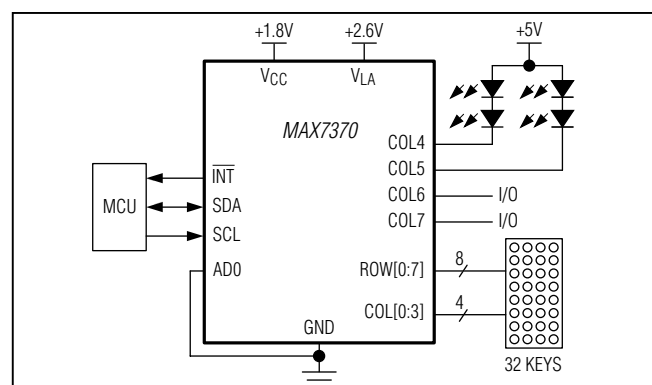 +1.8V
+2.6V
+5V
VCC
VLA
MAX7370
COL4
COL5
COL6
I/O
COL7
I/O
INT
MCU
SDA
SCL
AD0
ROW[0:7]
8
COL[0:3]
4
GND
32 KEYS